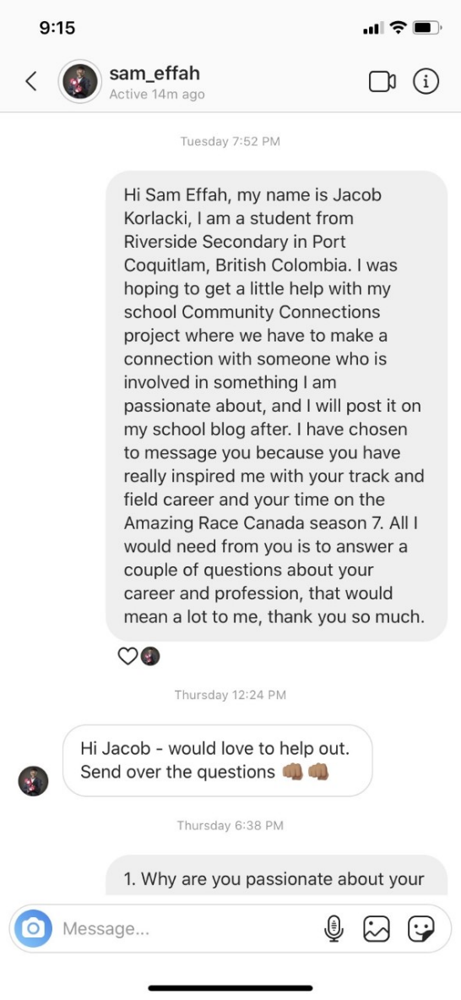 9:15
sam_effah
Active 14m ago
Tuesday 7:52 PM
Hi Sam Effah, my name is Jacob
Korlacki, I am a student from
Riverside Secondary in Port
Coquitlam, British Colombia. I was
hoping to get a little help with my
school Community Connections
project where we have to make a
connection with someone who is
involved in something I am
passionate about, and I will post it on
my school blog after. I have chosen
to message you because you have
really inspired me with your track and
field career and your time on the
Amazing Race Canada season 7. All I
would need from you is to answer a
couple of questions about your
career and profession, that would
mean a lot to me, thank you so much.
Thursday 12:24 PM
Hi Jacob - would love to help out.
Send over the questions 👊🏽👊🏽
Thursday 6:38 PM
1. Why are you passionate about your
Message...